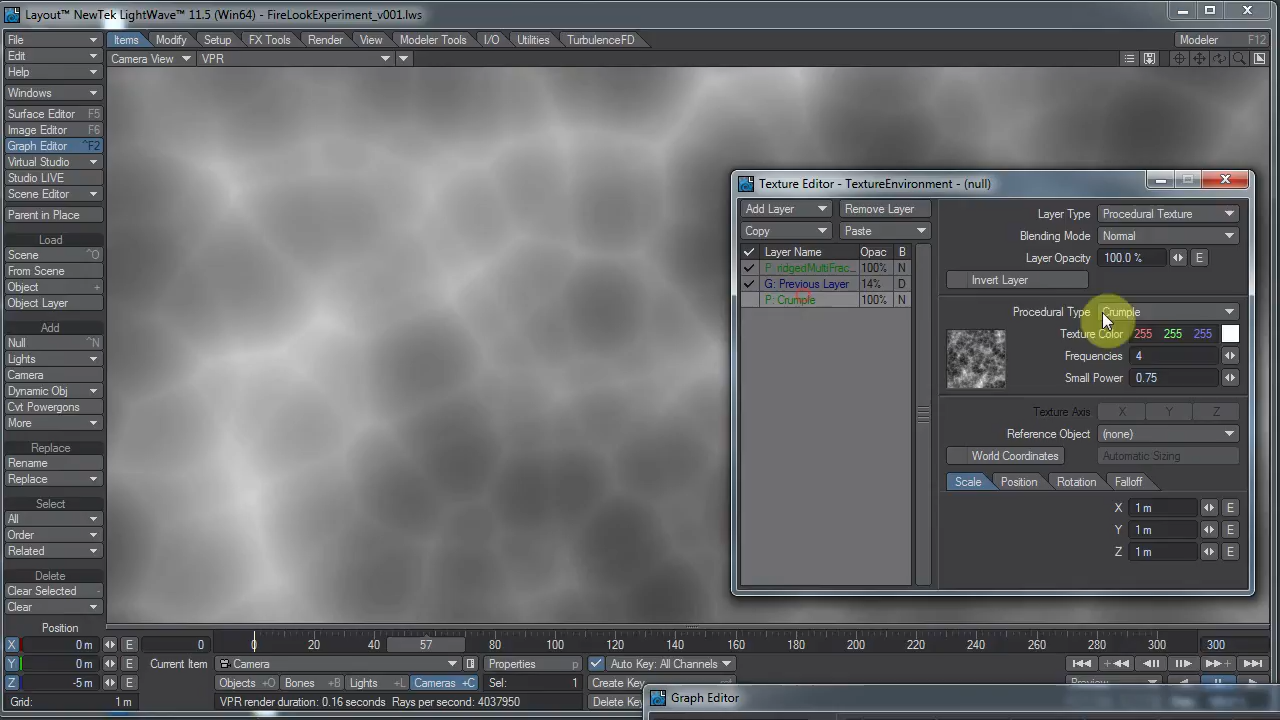 Layout™ NewTek LightWave™ 11.5 (Win64) - FireLookExperiment_v001.lws
File
Items Modify Setup FX Tools Render View Modeler Tools I/O Utilities TurbulenceFD
Modeler F12
Edit
Camera View VPR
Help
Windows
Surface Editor F5
Image Editor F6
Graph Editor ^F2
Virtual Studio
Studio LIVE
Scene Editor
Parent in Place
Load
Scene ^O
From Scene
Object +
Object Layer
Add
Null ^N
Lights
Camera
Dynamic Obj
Cvt Powergons
More
Replace
Rename
Replace
Select
All
Order
Related
Delete
Clear Selected -
Clear
Texture Editor - TextureEnvironment - (null)
Add Layer Remove Layer
Copy Paste
Layer Name Opac B
P: ridgedMultiFrac... 100% N
G: Previous Layer 14% D
P: Crumple 100% N
Layer Type Procedural Texture
Blending Mode Normal
Layer Opacity 100.0 % E
Invert Layer
Procedural Type Crumple
Texture Color 255 255 255
Frequencies 4
Small Power 0.75
Texture Axis X Y Z
Reference Object (none)
World Coordinates Automatic Sizing
Scale Position Rotation Falloff
X 1 m E
Y 1 m E
Z 1 m E
Position
X 0 m E
Y 0 m E
Z -5 m E
Grid: 1 m
0 0 20 40 57 80 100 120 140 160 180 200 220 240 260 280 300 300
Current Item Camera Properties p Auto Key: All Channels
Objects +O Bones +B Lights +L Cameras +C Sel: 1 Create Key
VPR render duration: 0.16 seconds Rays per second: 4037950 Delete Key
Preview
Graph Editor